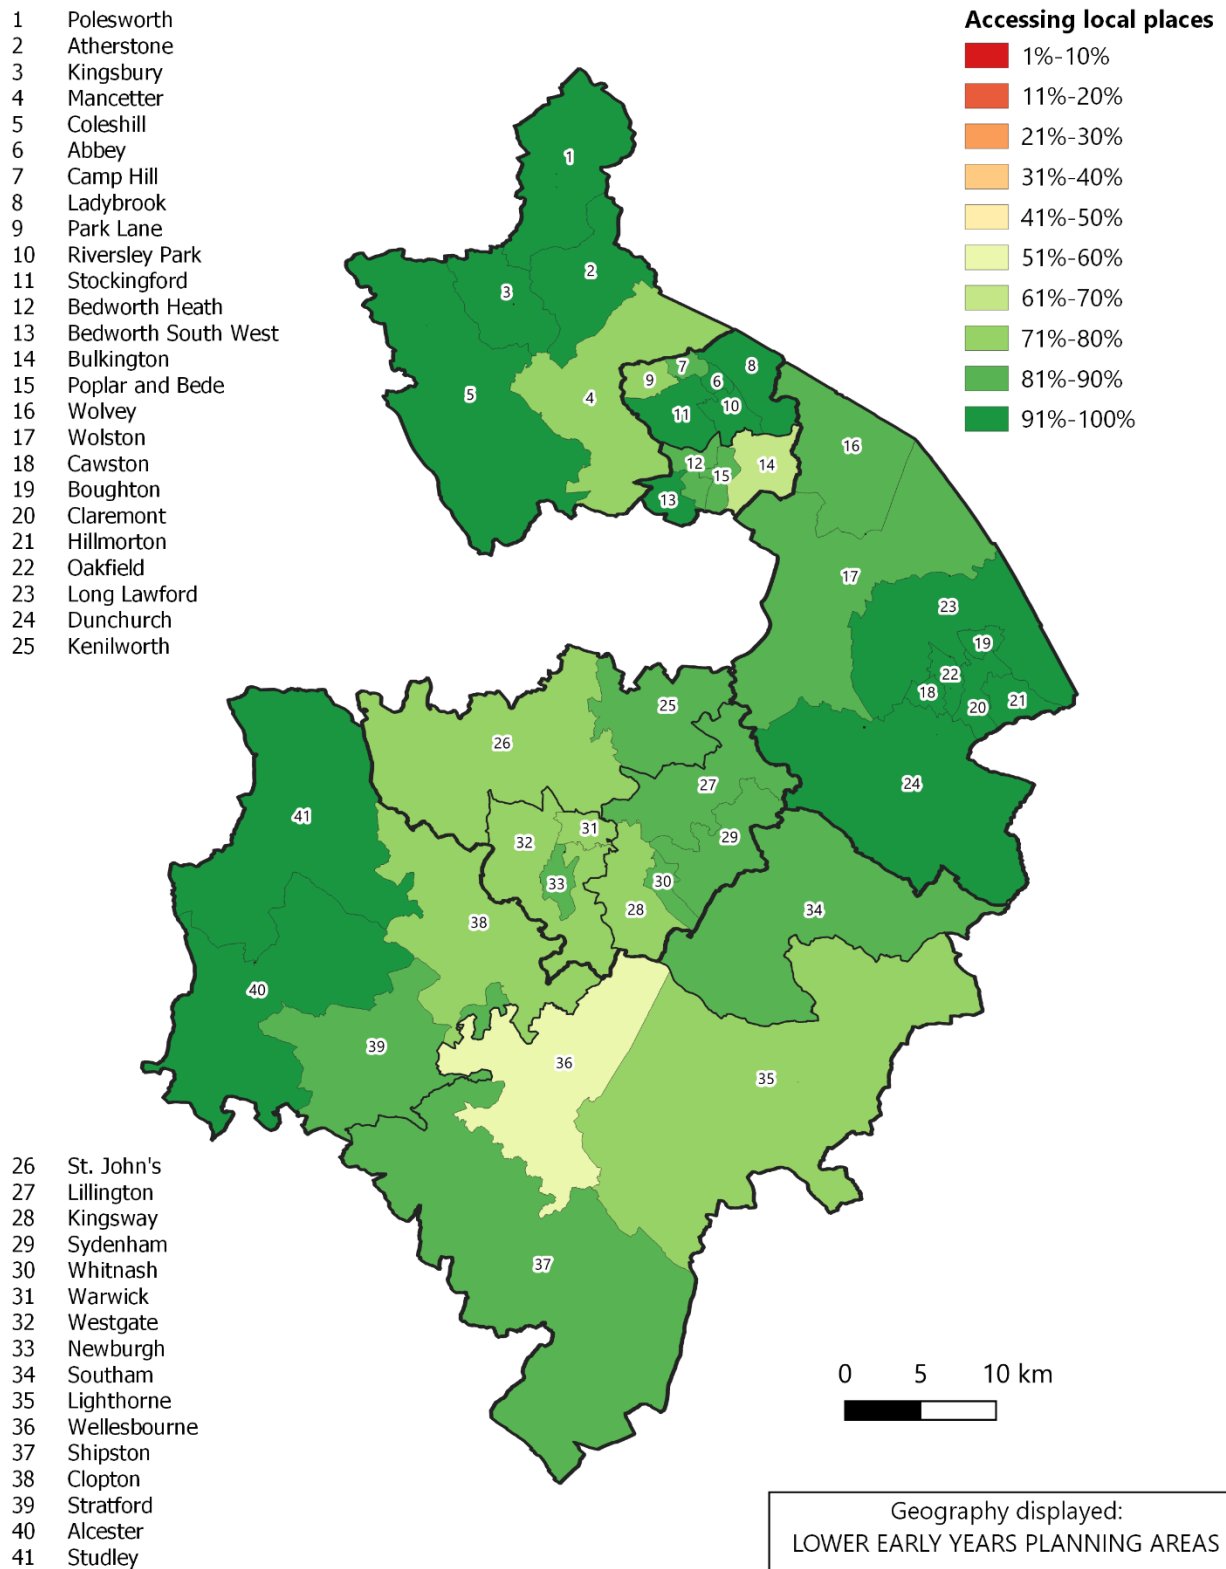 1 Polesworth
2 Atherstone
3 Kingsbury
4 Mancetter
5 Coleshill
6 Abbey
7 Camp Hill
8 Ladybrook
9 Park Lane
10 Riversley Park
11 Stockingford
12 Bedworth Heath
13 Bedworth South West
14 Bulkington
15 Poplar and Bede
16 Wolvey
17 Wolston
18 Cawston
19 Boughton
20 Claremont
21 Hillmorton
22 Oakfield
23 Long Lawford
24 Dunchurch
25 Kenilworth
Accessing local places
1%-10%
11%-20%
21%-30%
31%-40%
41%-50%
51%-60%
61%-70%
71%-80%
81%-90%
91%-100%
1
2
3
4
5
6
7
8
9
10
11
12
13
14
15
16
17
18
19
20
21
22
23
24
25
26
27
28
29
30
31
32
33
34
35
36
37
38
39
40
41
26 St. John's
27 Lillington
28 Kingsway
29 Sydenham
30 Whitnash
31 Warwick
32 Westgate
33 Newburgh
34 Southam
35 Lighthorne
36 Wellesbourne
37 Shipston
38 Clopton
39 Stratford
40 Alcester
41 Studley
0 5 10 km
Geography displayed:
LOWER EARLY YEARS PLANNING AREAS